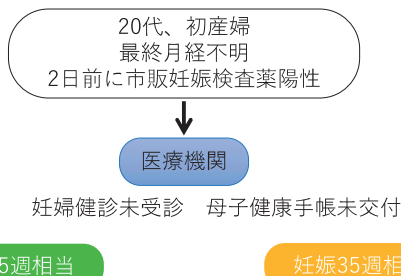 20代、初産婦
最終月経不明
2日前に市販妊娠検査薬陽性
医療機関
妊婦健診未受診　母子健康手帳未交付
5週相当
妊娠35週相